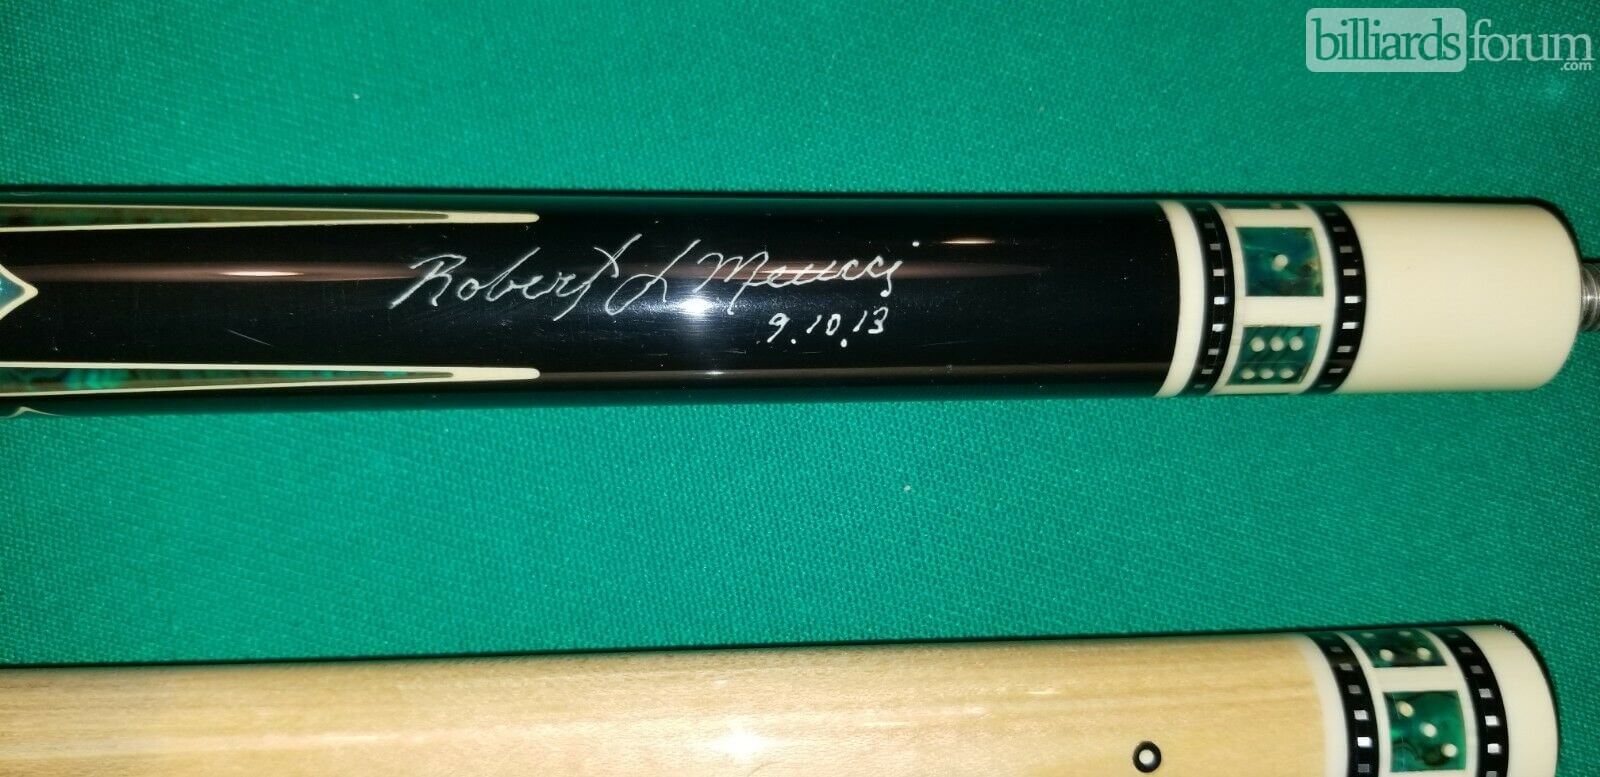 billiardsforum
.com
Robert L Meucci
9.10.13